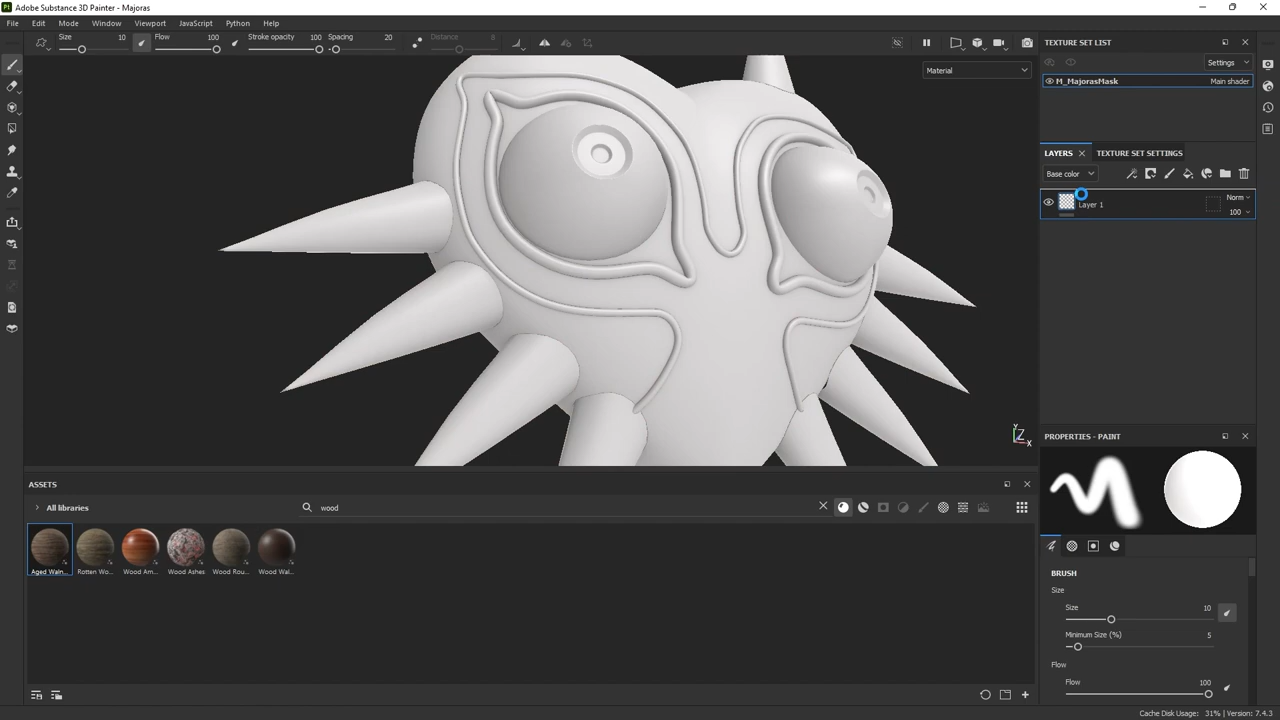 Pt Adobe Substance 3D Painter - Majoras
File Edit Mode Window Viewport JavaScript Python Help
Size 10 Flow 100 Stroke opacity 100 Spacing 20 Distance 8
Material
TEXTURE SET LIST
Settings
M_MajorasMask Main shader
LAYERS TEXTURE SET SETTINGS
Base color
Layer 1 Norm
100
Y
Z
X
PROPERTIES - PAINT
ASSETS
All libraries wood
Aged Wain... Rotten Wo... Wood Am... Wood Ashes Wood Rou... Wood Wal...
BRUSH
Size
Size 10
Minimum Size (%) 5
Flow
Flow 100
Cache Disk Usage: 31% | Version: 7.4.3